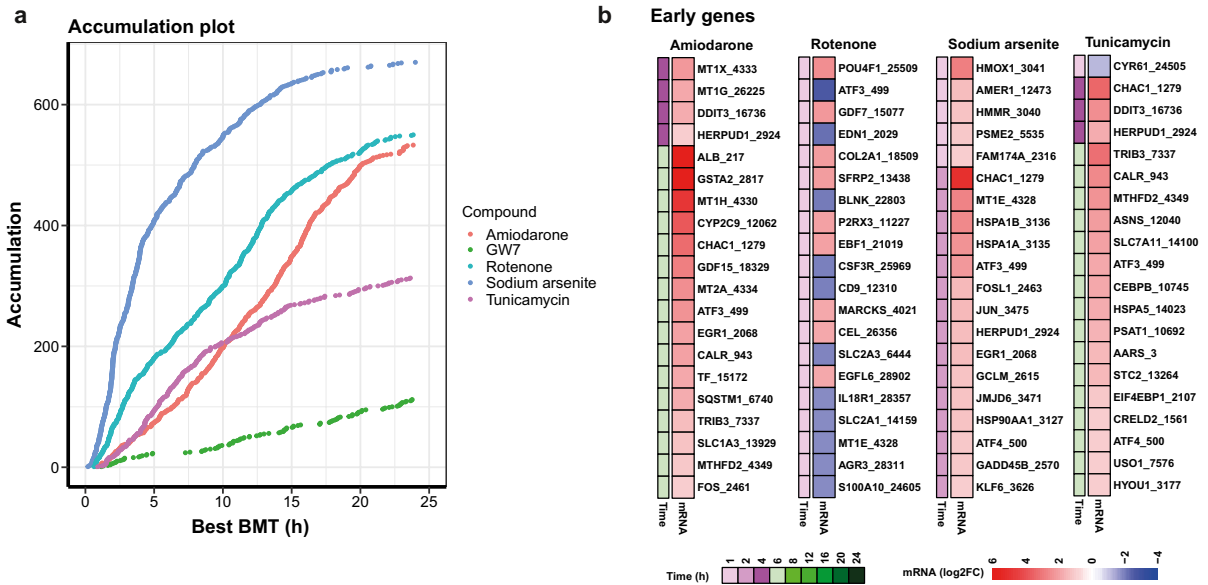 a
Accumulation plot
Accumulation
600
400
200
0
0
5
10
15
20
25
Best BMT (h)
Compound
Amiodarone
GW7
Rotenone
Sodium arsenite
Tunicamycin
b
Early genes
Amiodarone
MT1X_4333
MT1G_26225
DDIT3_16736
HERPUD1_2924
ALB_217
GSTA2_2817
MT1H_4330
CYP2C9_12062
CHAC1_1279
GDF15_18329
MT2A_4334
ATF3_499
EGR1_2068
CALR_943
TF_15172
SQSTM1_6740
TRIB3_7337
SLC1A3_13929
MTHFD2_4349
FOS_2461
Time
mRNA
Rotenone
POU4F1_25509
ATF3_499
GDF7_15077
EDN1_2029
COL2A1_18509
SFRP2_13438
BLNK_22803
P2RX3_11227
EBF1_21019
CSF3R_25969
CD9_12310
MARCKS_4021
CEL_26356
SLC2A3_6444
EGFL6_28902
IL18R1_28357
SLC2A1_14159
MT1E_4328
AGR3_28311
S100A10_24605
Time
mRNA
Sodium arsenite
HMOX1_3041
AMER1_12473
HMMR_3040
PSME2_5535
FAM174A_2316
CHAC1_1279
MT1E_4328
HSPA1B_3136
HSPA1A_3135
ATF3_499
FOSL1_2463
JUN_3475
HERPUD1_2924
EGR1_2068
GCLM_2615
JMJD6_3471
HSP90AA1_3127
ATF4_500
GADD45B_2570
KLF6_3626
Time
mRNA
Tunicamycin
CYR61_24505
CHAC1_1279
DDIT3_16736
HERPUD1_2924
TRIB3_7337
CALR_943
MTHFD2_4349
ASNS_12040
SLC7A11_14100
ATF3_499
CEBPB_10745
HSPA5_14023
PSAT1_10692
AARS_3
STC2_13264
EIF4EBP1_2107
CRELD2_1561
ATF4_500
USO1_7576
HYOU1_3177
Time
mRNA
Time (h)
1
2
4
6
8
12
16
20
24
mRNA (log2FC)
6
4
2
0
−2
−4